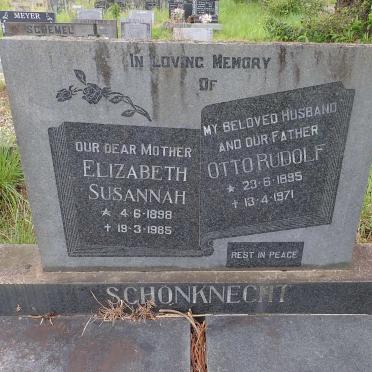 MEYER
SCHEMEL
IN LOVING MEMORY
OF
OUR DEAR MOTHER
ELIZABETH
SUSANNAH
* 4-6-1898
† 19-3-1985
MY BELOVED HUSBAND
AND OUR FATHER
OTTO RUDOLF
* 23-6-1895
† 13-4-1971
REST IN PEACE
SCHÖNKNECHT